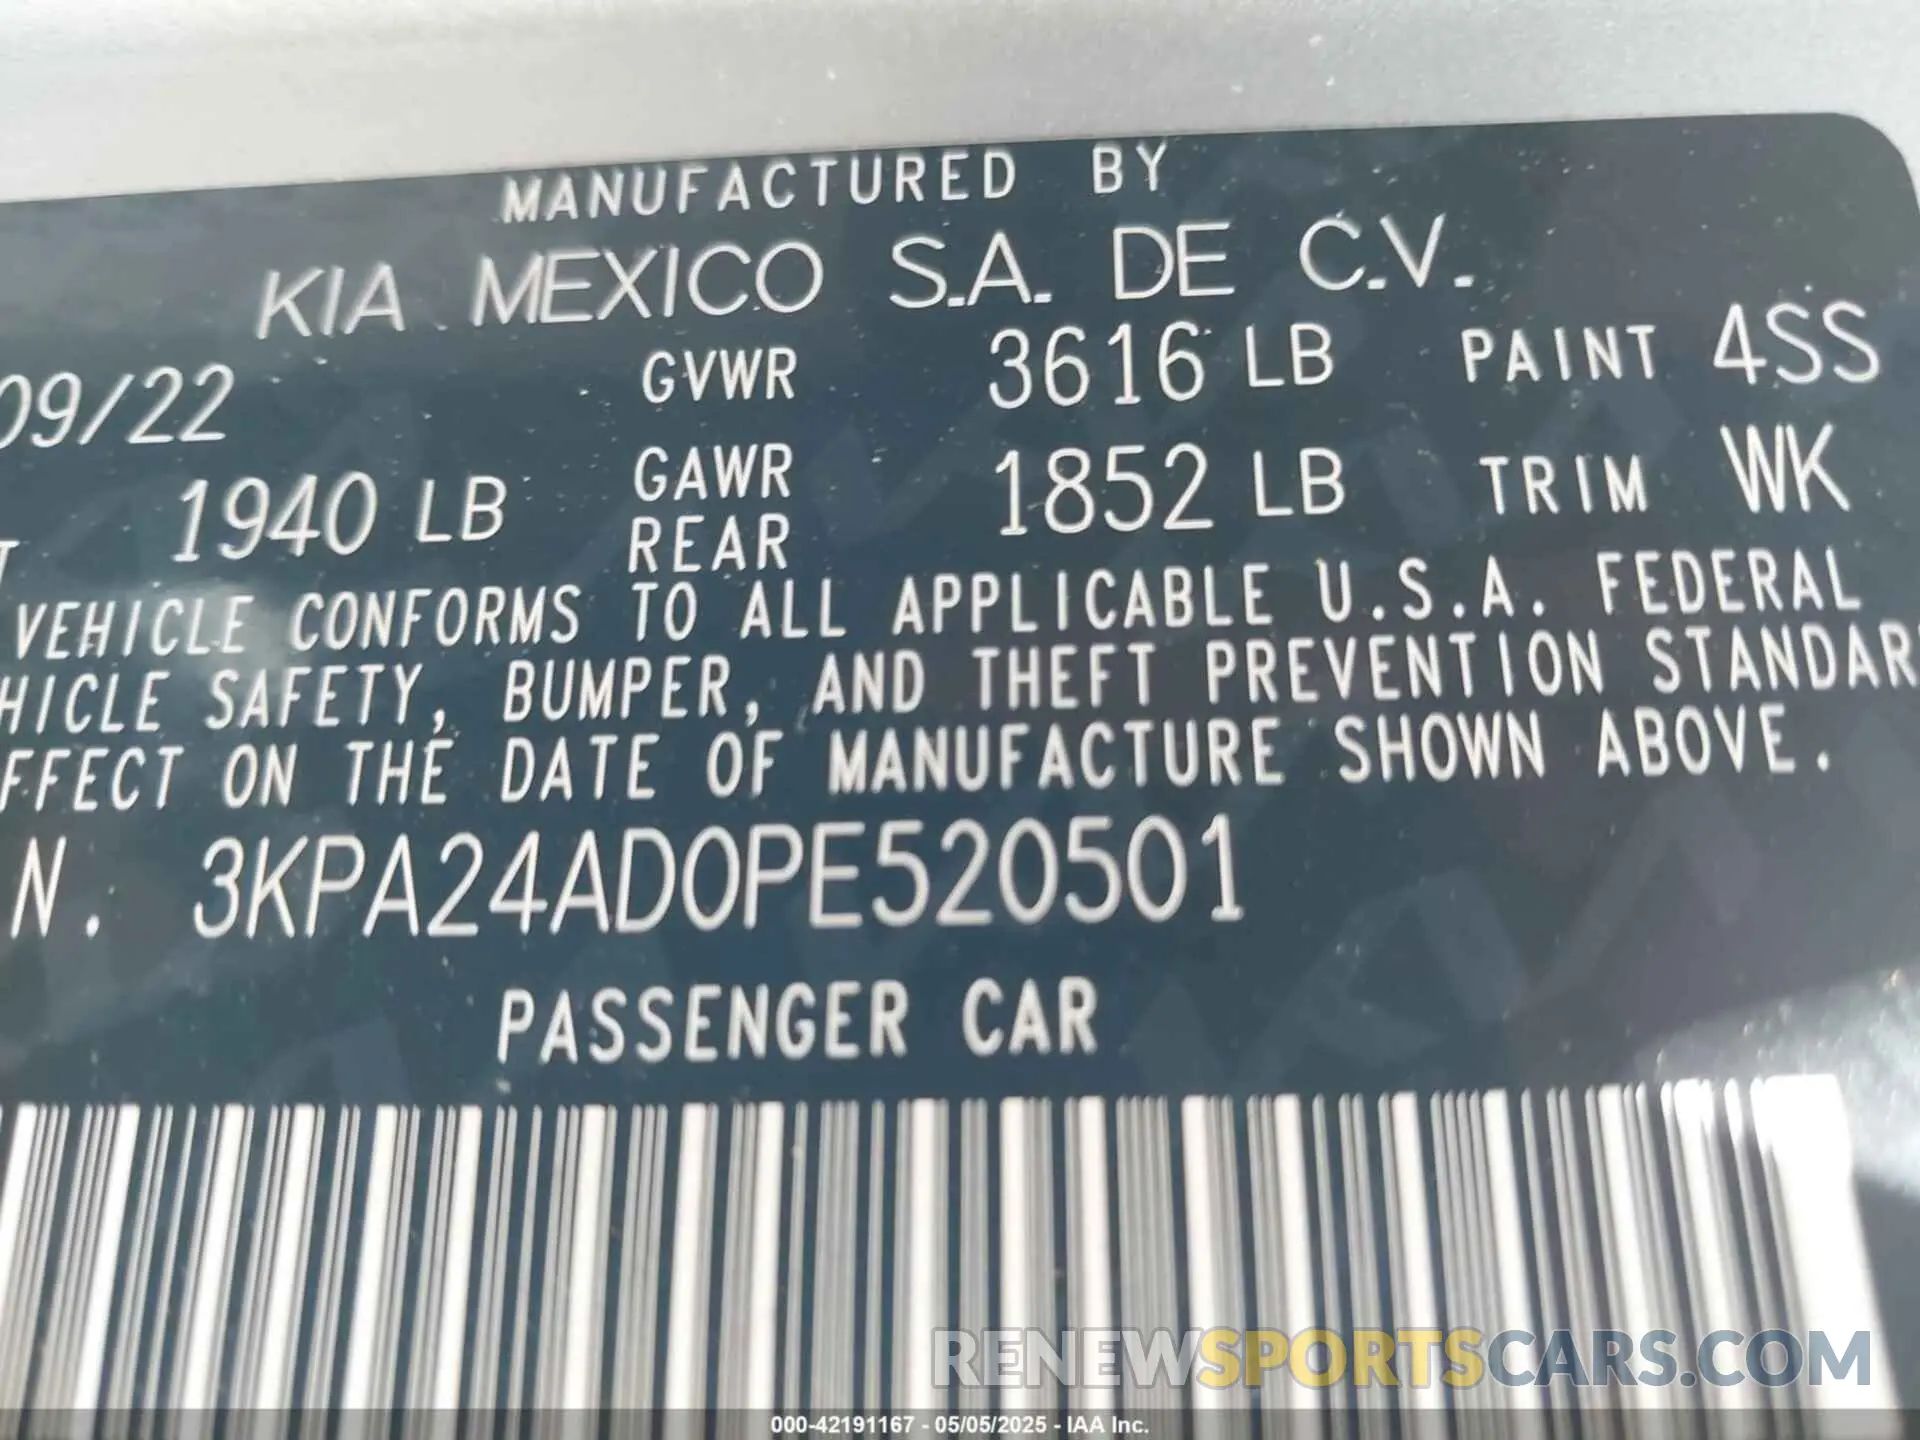 MANUFACTURED BY
KIA MEXICO S.A. DE C.V.
09/22 GVWR 3616 LB PAINT 4SS
1940 LB GAWR REAR 1852 LB TRIM WK
VEHICLE CONFORMS TO ALL APPLICABLE U.S.A. FEDERAL
HICLE SAFETY, BUMPER, AND THEFT PREVENTION STANDAR
FFECT ON THE DATE OF MANUFACTURE SHOWN ABOVE.
N. 3KPA24AD0PE520501
PASSENGER CAR
RENEWSPORTSCARS.COM
000-42191167 - 05/05/2025 - IAA Inc.